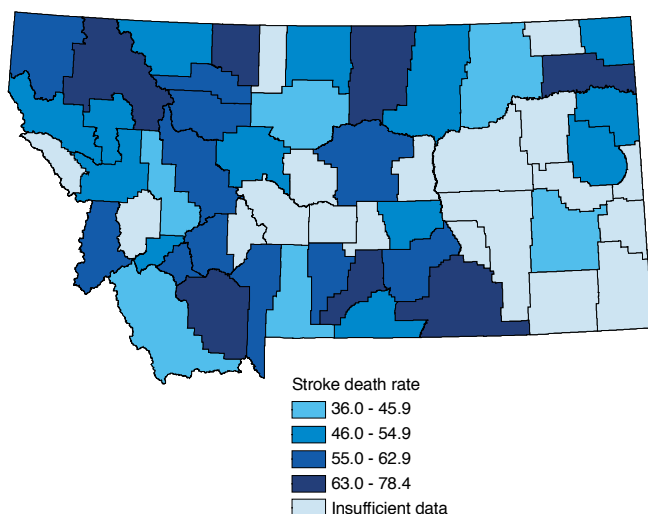 Stroke death rate
36.0 - 45.9
46.0 - 54.9
55.0 - 62.9
63.0 - 78.4
Insufficient data